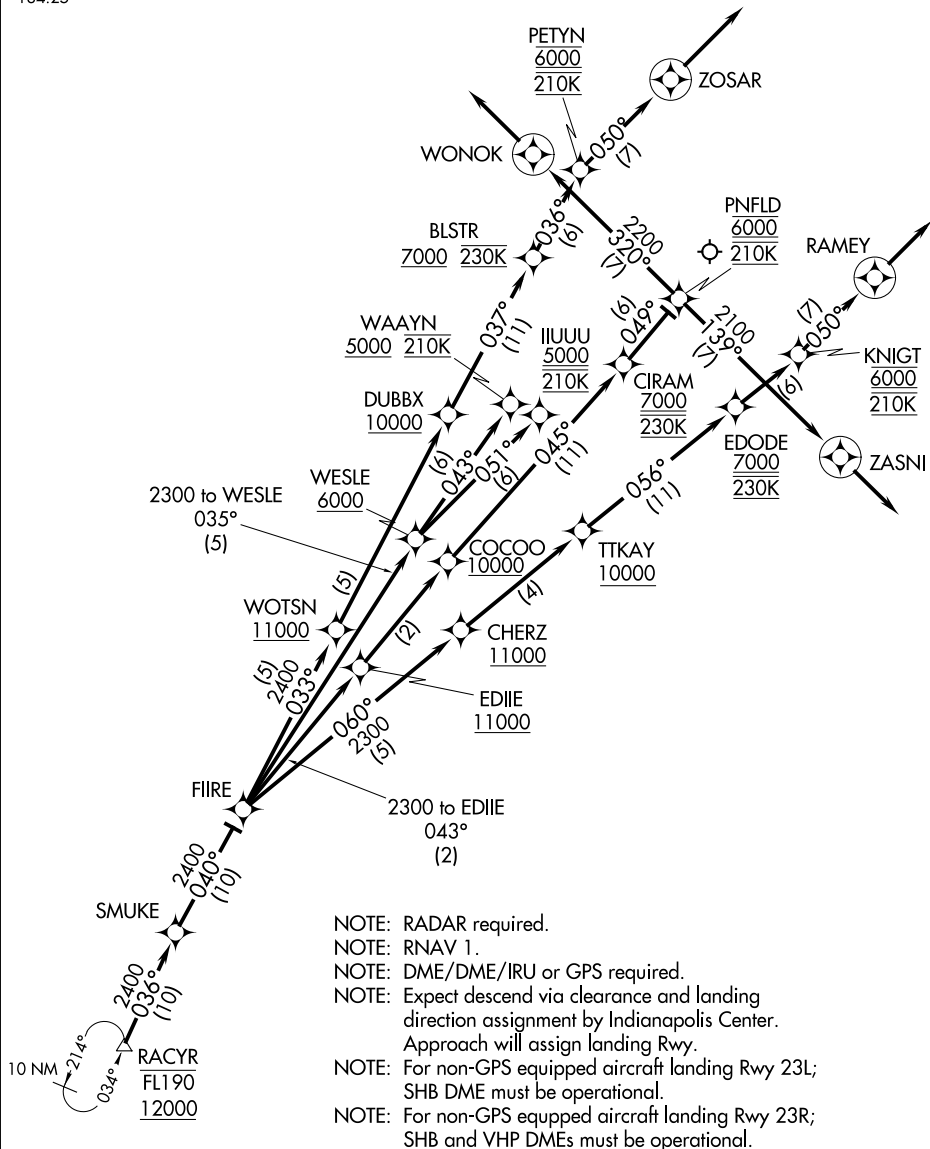 PETYN
6000
210K
ZOSAR
WONOK
050°
(7)
PNFLD
6000
210K
BLSTR
7000 230K
036°
(6)
2200
320°
(7)
RAMEY
WAAYN
5000 210K
037°
(11)
IIUUU
5000
210K
(6)
049°
2100
139°
(7)
(7)
050°
KNIGT
6000
210K
DUBBX
10000
CIRAM
7000
230K
(6)
EDODE
7000
230K
ZASNI
WESLE
6000
(6)
043°
051°
(6)
045°
(11)
056°
(11)
2300 to WESLE
035°
(5)
COCOO
10000
TTKAY
10000
(5)
WOTSN
11000
(2)
(4)
CHERZ
11000
(5)
2400
033°
EDIIE
11000
060°
2300
(5)
FIIRE
2300 to EDIIE
043°
(2)
2400
040°
(10)
SMUKE
2400
036°
(10)
10 NM
214°
034°
RACYR
FL190
12000
NOTE: RADAR required.
NOTE: RNAV 1.
NOTE: DME/DME/IRU or GPS required.
NOTE: Expect descend via clearance and landing
direction assignment by Indianapolis Center.
Approach will assign landing Rwy.
NOTE: For non-GPS equipped aircraft landing Rwy 23L;
SHB DME must be operational.
NOTE: For non-GPS equpped aircraft landing Rwy 23R;
SHB and VHP DMEs must be operational.